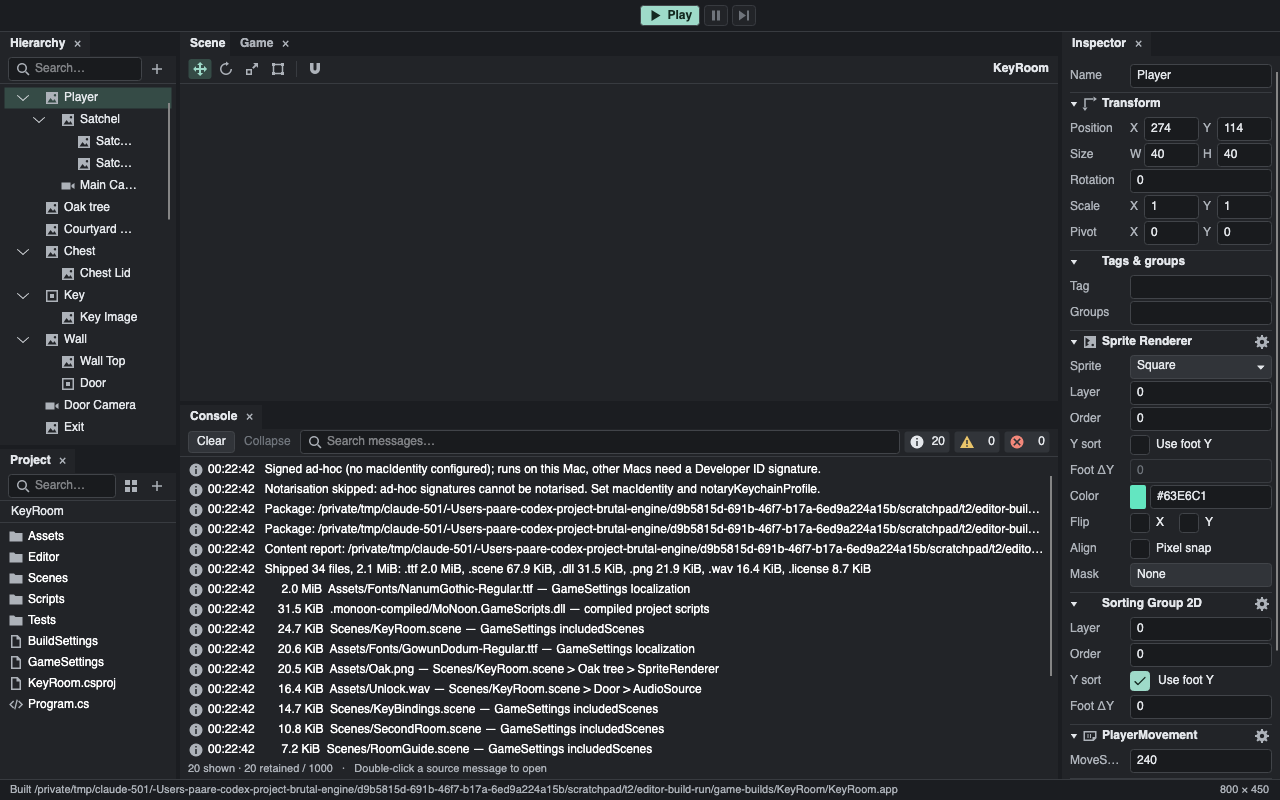 Play
Hierarchy ×
Search...
Player
Satchel
Satc...
Satc...
Main Ca...
Oak tree
Courtyard ...
Chest
Chest Lid
Key
Key Image
Wall
Wall Top
Door
Door Camera
Exit
Project ×
Search...
KeyRoom
Assets
Editor
Scenes
Scripts
Tests
BuildSettings
GameSettings
KeyRoom.csproj
Program.cs
Scene Game ×
KeyRoom
Console ×
Clear Collapse Search messages... 20 0 0
00:22:42 Signed ad-hoc (no macIdentity configured); runs on this Mac, other Macs need a Developer ID signature.
00:22:42 Notarisation skipped: ad-hoc signatures cannot be notarised. Set macIdentity and notaryKeychainProfile.
00:22:42 Package: /private/tmp/claude-501/-Users-paare-codex-project-brutal-engine/d9b5815d-691b-46f7-b17a-6ed9a224a15b/scratchpad/t2/editor-buil...
00:22:42 Package: /private/tmp/claude-501/-Users-paare-codex-project-brutal-engine/d9b5815d-691b-46f7-b17a-6ed9a224a15b/scratchpad/t2/editor-buil...
00:22:42 Content report: /private/tmp/claude-501/-Users-paare-codex-project-brutal-engine/d9b5815d-691b-46f7-b17a-6ed9a224a15b/scratchpad/t2/edito...
00:22:42 Shipped 34 files, 2.1 MiB: .ttf 2.0 MiB, .scene 67.9 KiB, .dll 31.5 KiB, .png 21.9 KiB, .wav 16.4 KiB, .license 8.7 KiB
00:22:42 2.0 MiB Assets/Fonts/NanumGothic-Regular.ttf — GameSettings localization
00:22:42 31.5 KiB .monoon-compiled/MoNoon.GameScripts.dll — compiled project scripts
00:22:42 24.7 KiB Scenes/KeyRoom.scene — GameSettings includedScenes
00:22:42 20.6 KiB Assets/Fonts/GowunDodum-Regular.ttf — GameSettings localization
00:22:42 20.5 KiB Assets/Oak.png — Scenes/KeyRoom.scene > Oak tree > SpriteRenderer
00:22:42 16.4 KiB Assets/Unlock.wav — Scenes/KeyRoom.scene > Door > AudioSource
00:22:42 14.7 KiB Scenes/KeyBindings.scene — GameSettings includedScenes
00:22:42 10.8 KiB Scenes/SecondRoom.scene — GameSettings includedScenes
00:22:42 7.2 KiB Scenes/RoomGuide.scene — GameSettings includedScenes
20 shown · 20 retained / 1000 · Double-click a source message to open
Inspector ×
Name Player
Transform
Position X 274 Y 114
Size W 40 H 40
Rotation 0
Scale X 1 Y 1
Pivot X 0 Y 0
Tags & groups
Tag
Groups
Sprite Renderer
Sprite Square
Layer 0
Order 0
Y sort Use foot Y
Foot ΔY 0
Color #63E6C1
Flip X Y
Align Pixel snap
Mask None
Sorting Group 2D
Layer 0
Order 0
Y sort Use foot Y
Foot ΔY 0
PlayerMovement
MoveS... 240
Built /private/tmp/claude-501/-Users-paare-codex-project-brutal-engine/d9b5815d-691b-46f7-b17a-6ed9a224a15b/scratchpad/t2/editor-build-run/game-builds/KeyRoom/KeyRoom.app
800 × 450